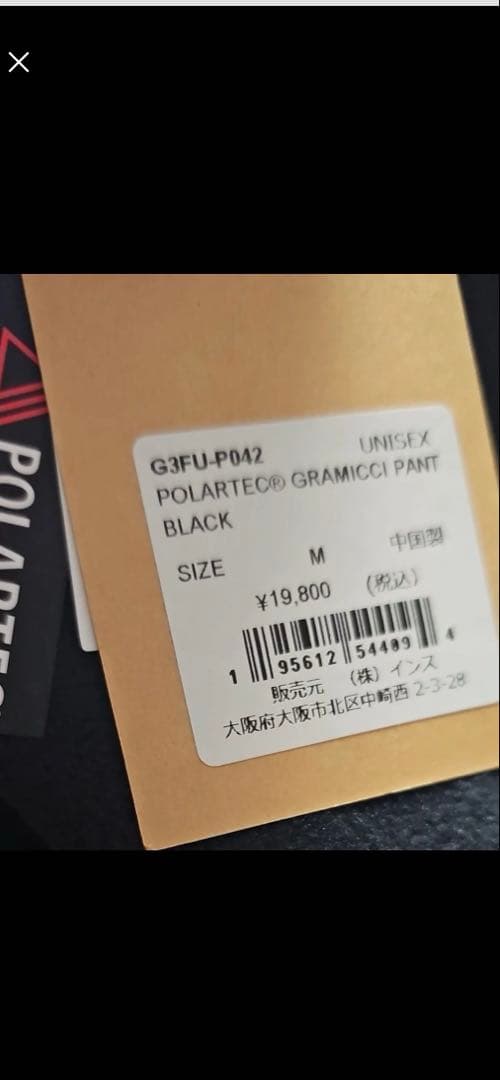 POLARTEC
G3FU-P042 UNISEX
POLARTEC® GRAMICCI PANT
BLACK 中国製
SIZE M
¥19,800 (税込)
1 95612 54409 4
販売元 (株)インス
大阪府大阪市北区中崎西 2-3-28